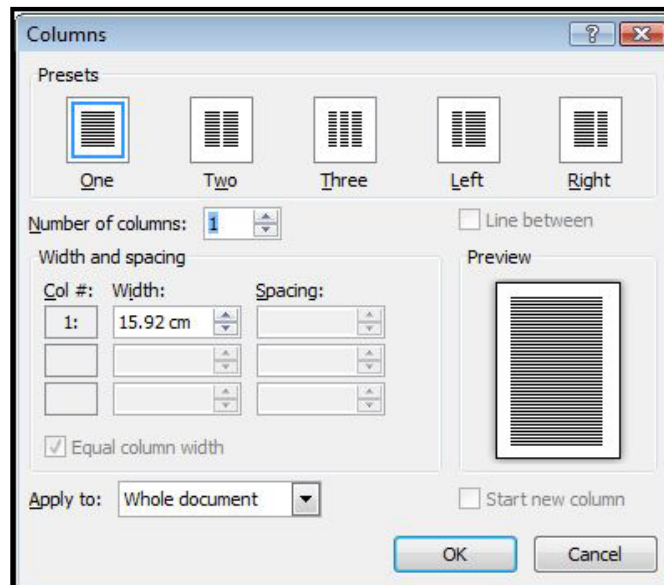 Columns
Presets
One Two Three Left Right
Number of columns: 1 Line between
Width and spacing Preview
Col #: Width: Spacing:
1: 15.92 cm
Equal column width
Apply to: Whole document Start new column
OK Cancel